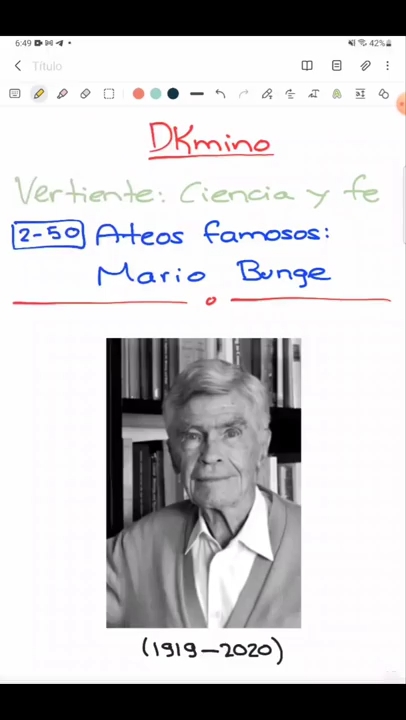 6:49
42%
Título
DKmino
Vertiente: Ciencia y fe
2-50 Ateos famosos:
Mario Bunge
(1919-2020)